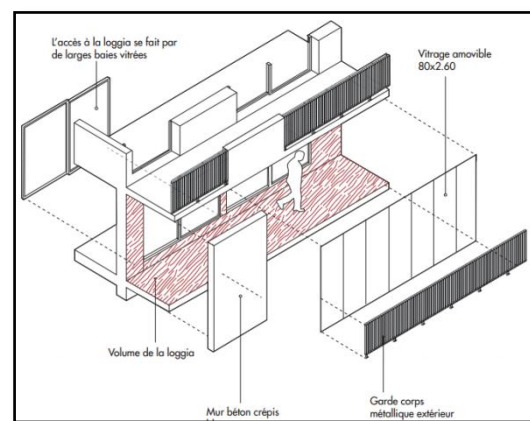 L'accès à la loggia se fait par
de larges baies vitrées
Vitrage amovible
80x2.60
Volume de la loggia
Mur béton crépis
Garde corps
métallique extérieur